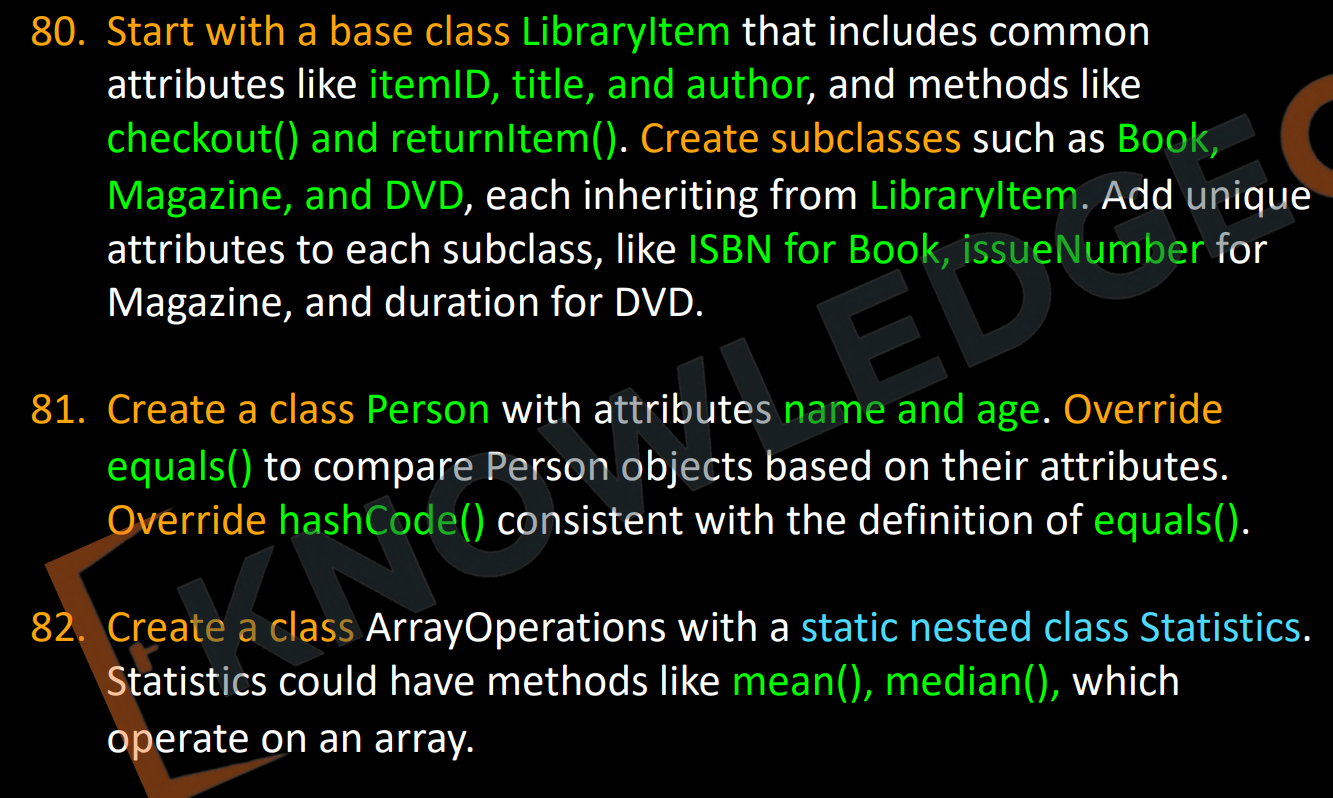 80. Start with a base class LibraryItem that includes common
attributes like itemID, title, and author, and methods like
checkout() and returnItem(). Create subclasses such as Book,
Magazine, and DVD, each inheriting from LibraryItem. Add unique
attributes to each subclass, like ISBN for Book, issueNumber for
Magazine, and duration for DVD.
81. Create a class Person with attributes name and age. Override
equals() to compare Person objects based on their attributes.
Override hashCode() consistent with the definition of equals().
82. Create a class ArrayOperations with a static nested class Statistics.
Statistics could have methods like mean(), median(), which
operate on an array.
KNOWLEDGE